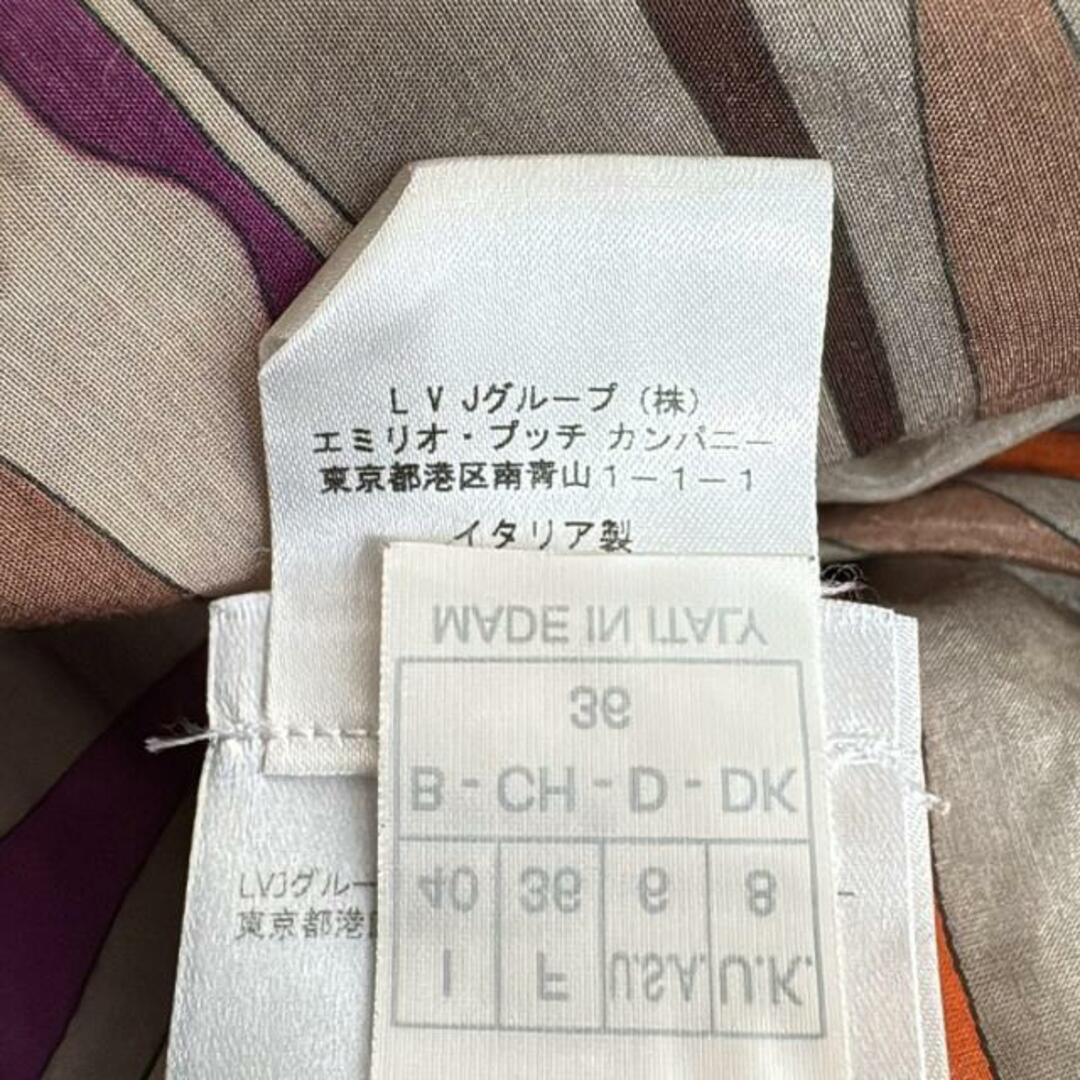 LVJグループ（株）
エミリオ・プッチ カンパニー
東京都港区南青山1－1－1
イタリア製
MADE IN ITALY
36
B - CH - D - DK
40 36 6 8
I F U.S.A. U.K.
LVJグルー
東京都港